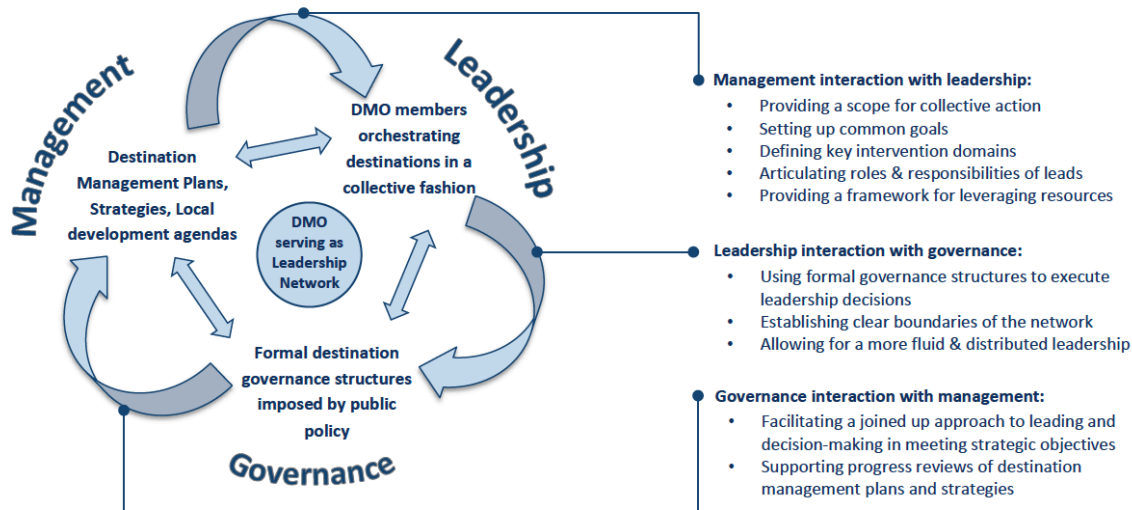 Management
Leadership
DMO members
orchestrating
destinations in a
collective fashion
Destination
Management Plans,
Strategies, Local
development agendas
DMO
serving as
Leadership
Network
Formal destination
governance structures
imposed by public
policy
Governance
Management interaction with leadership:
• Providing a scope for collective action
• Setting up common goals
• Defining key intervention domains
• Articulating roles & responsibilities of leads
• Providing a framework for leveraging resources
Leadership interaction with governance:
• Using formal governance structures to execute
leadership decisions
• Establishing clear boundaries of the network
• Allowing for a more fluid & distributed leadership
Governance interaction with management:
• Facilitating a joined up approach to leading and
decision-making in meeting strategic objectives
• Supporting progress reviews of destination
management plans and strategies